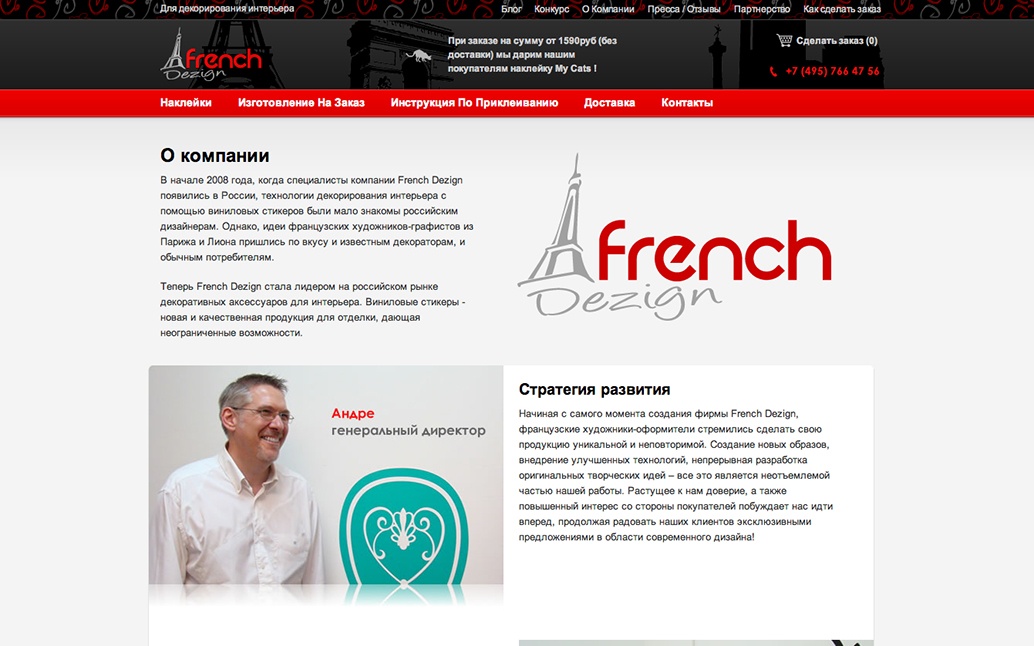 Для декорирования интерьера
Блог Конкурс О Компании Пресса / Отзывы Партнерство Как сделать заказ
french
Dezign
При заказе на сумму от 1590руб (без
доставки) мы дарим нашим
покупателям наклейку My Cats !
Сделать заказ (0)
+7 (495) 766 47 56
Наклейки Изготовление На Заказ Инструкция По Приклеиванию Доставка Контакты
О компании
В начале 2008 года, когда специалисты компании French Dezign
появились в России, технологии декорирования интерьера с
помощью виниловых стикеров были мало знакомы российским
дизайнерам. Однако, идеи французских художников-графистов из
Парижа и Лиона пришлись по вкусу и известным декораторам, и
обычным потребителям.
Теперь French Dezign стала лидером на российском рынке
декоративных аксессуаров для интерьера. Виниловые стикеры -
новая и качественная продукция для отделки, дающая
неограниченные возможности.
french
Dezign
Андре
генеральный директор
Стратегия развития
Начиная с самого момента создания фирмы French Dezign,
французские художники-оформители стремились сделать свою
продукцию уникальной и неповторимой. Создание новых образов,
внедрение улучшенных технологий, непрерывная разработка
оригинальных творческих идей – все это является неотъемлемой
частью нашей работы. Растущее к нам доверие, а также
повышенный интерес со стороны покупателей побуждает нас идти
вперед, продолжая радовать наших клиентов эксклюзивными
предложениями в области современного дизайна!